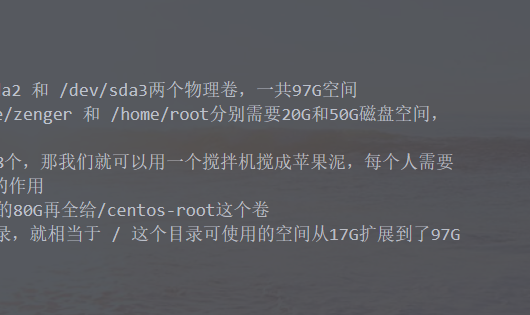 a2 和 /dev/sda3两个物理卷，一共97G空间
e/zenger 和 /home/root分别需要20G和50G磁盘空间，
3个，那我们就可以用一个搅拌机搅成苹果泥，每个人需要
的作用
的80G再全给/centos-root这个卷
录，就相当于 / 这个目录可使用的空间从17G扩展到了97G